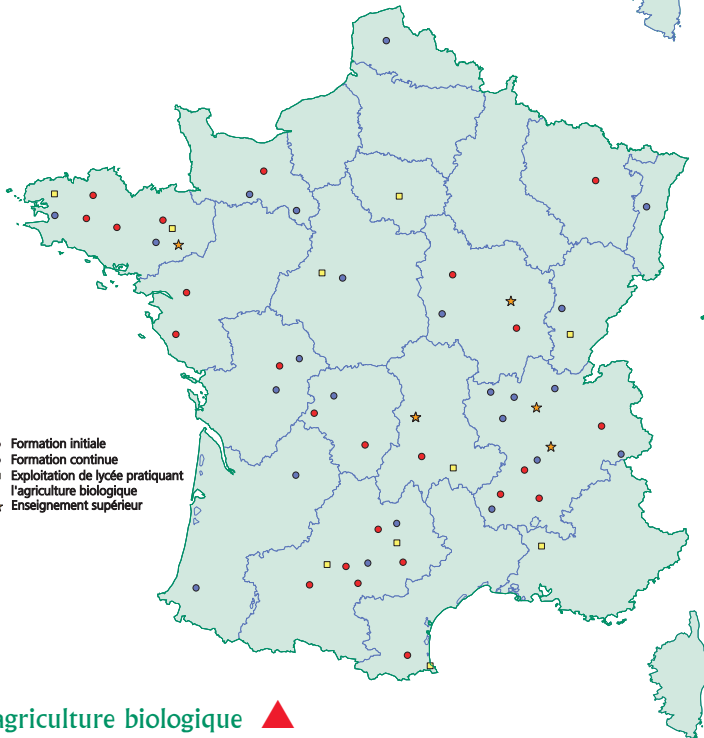 Formation initiale
Formation continue
Exploitation de lycée pratiquant
l'agriculture biologique
Enseignement supérieur
agriculture biologique